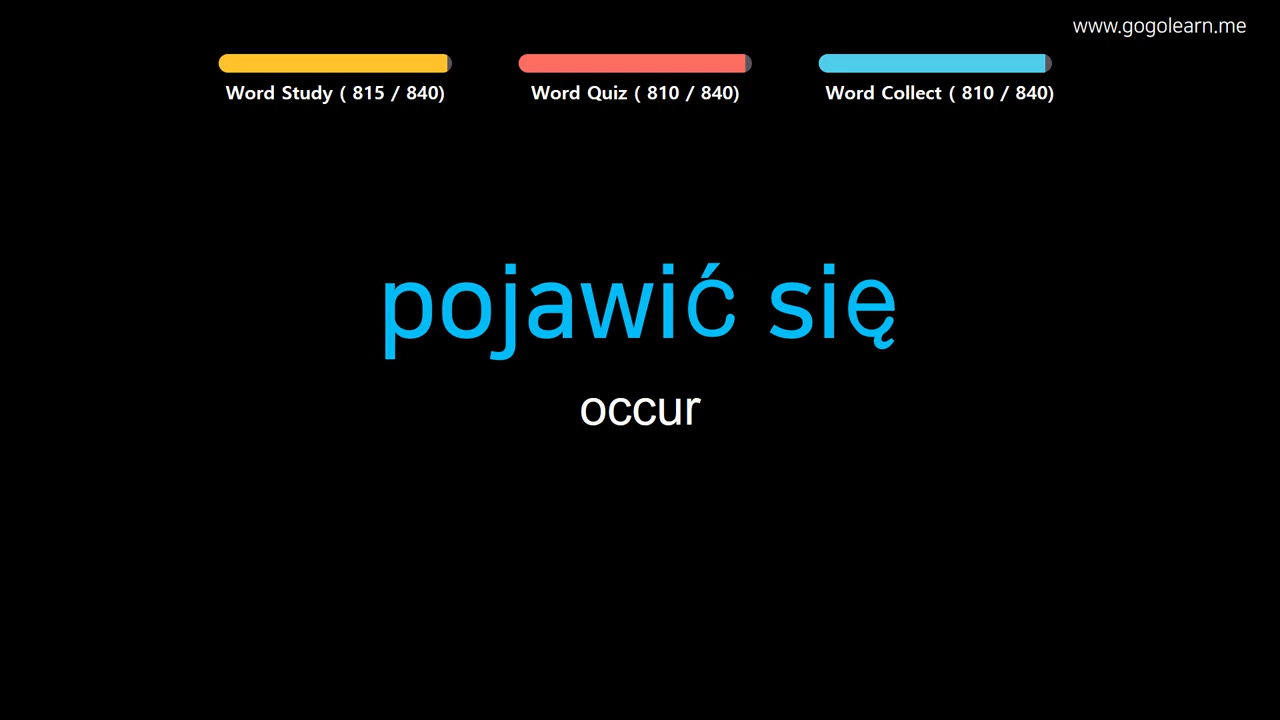 www.gogolearn.me
Word Study ( 815 / 840)
Word Quiz ( 810 / 840)
Word Collect ( 810 / 840)
pojawić się
occur